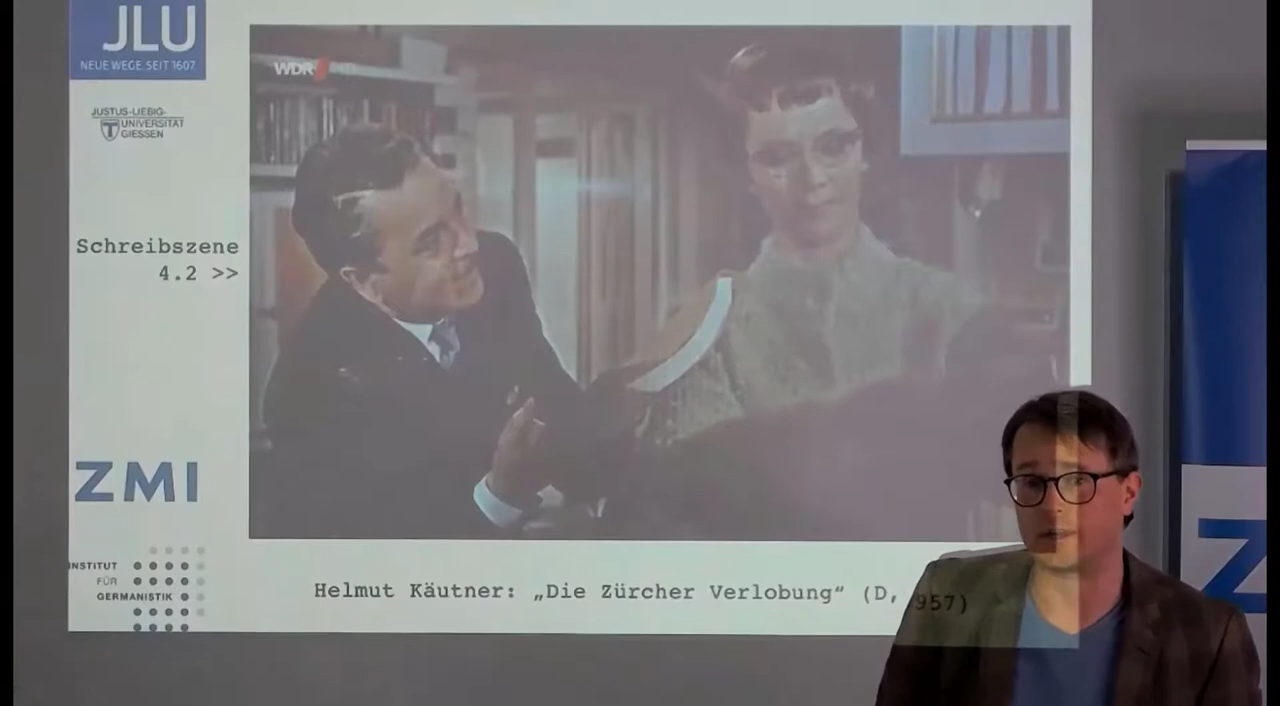 JLU
NEUE WEGE. SEIT 1607
JUSTUS-LIEBIG-
UNIVERSITÄT
GIESSEN
WDR HD
Schreibszene
4.2 >>
ZMI
INSTITUT
FÜR
GERMANISTIK
Helmut Käutner: „Die Zürcher Verlobung“ (D, 957)
Z